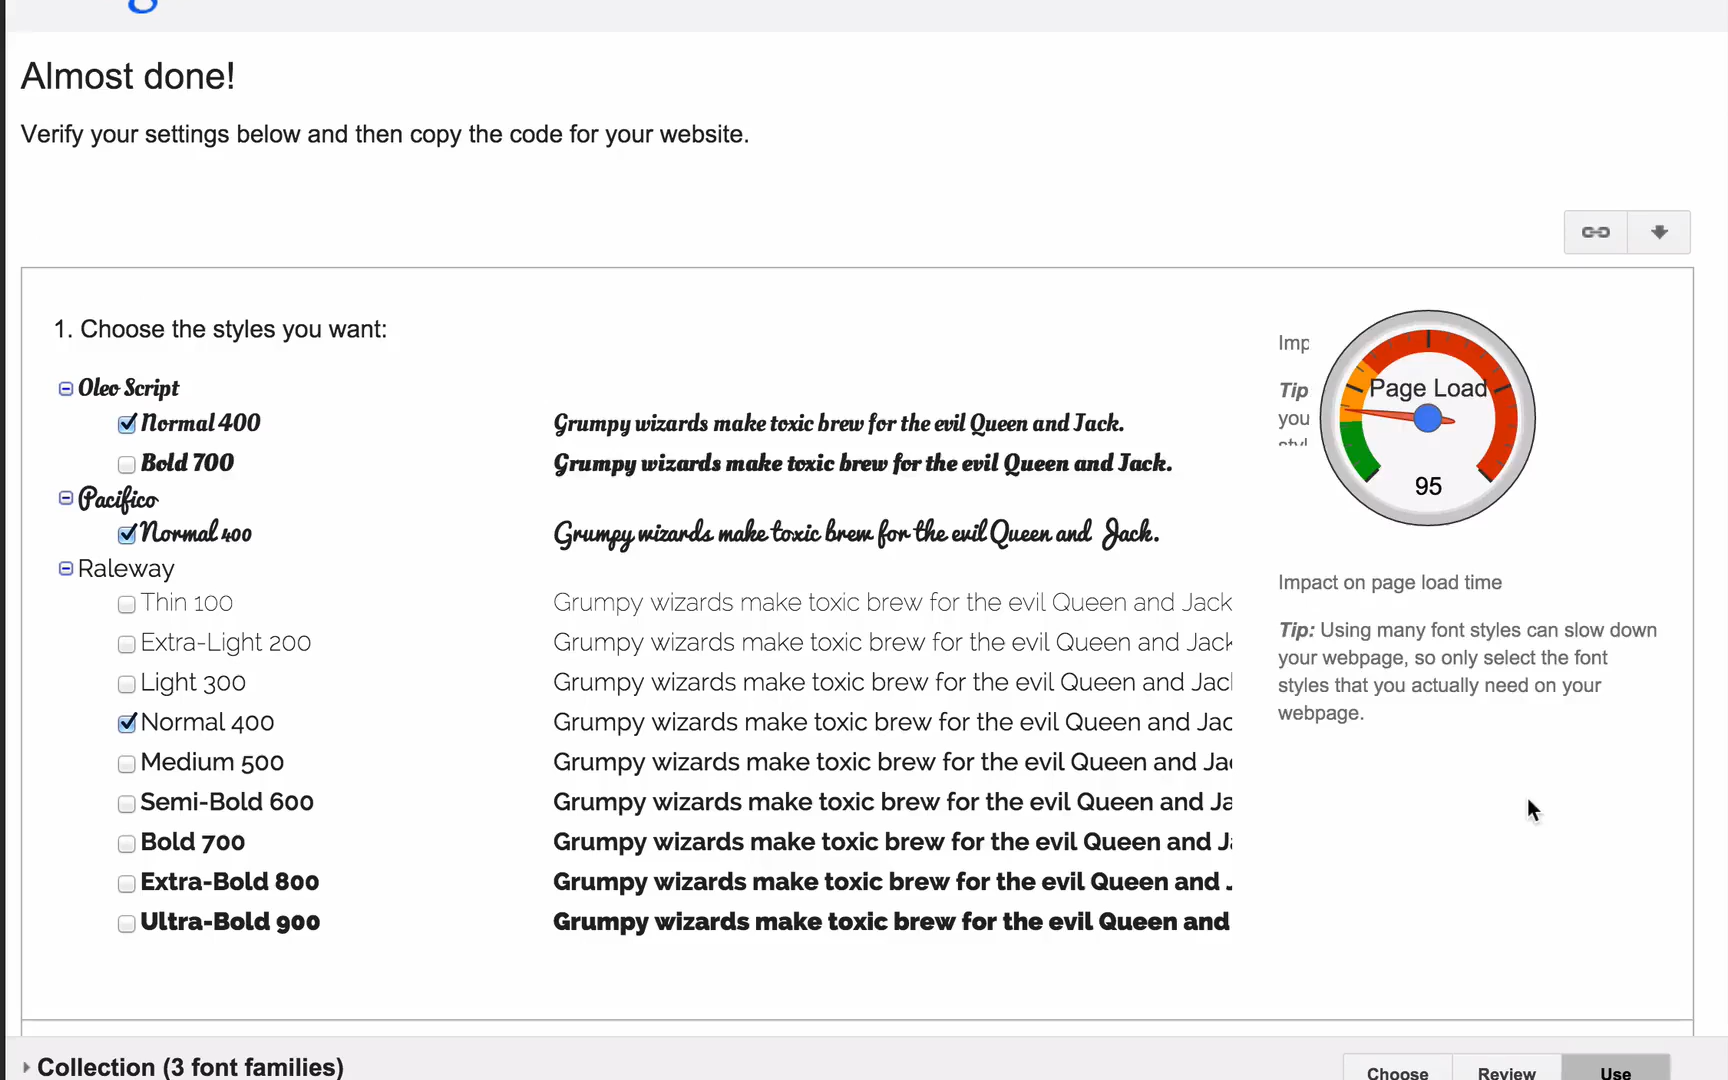 Almost done!
Verify your settings below and then copy the code for your website.
1. Choose the styles you want:
Oleo Script
Normal 400
Grumpy wizards make toxic brew for the evil Queen and Jack.
Bold 700
Grumpy wizards make toxic brew for the evil Queen and Jack.
Pacifico
Normal 400
Grumpy wizards make toxic brew for the evil Queen and Jack.
Raleway
Thin 100
Grumpy wizards make toxic brew for the evil Queen and Jack
Extra-Light 200
Grumpy wizards make toxic brew for the evil Queen and Jack
Light 300
Grumpy wizards make toxic brew for the evil Queen and Jac
Normal 400
Grumpy wizards make toxic brew for the evil Queen and Jac
Medium 500
Grumpy wizards make toxic brew for the evil Queen and Ja
Semi-Bold 600
Grumpy wizards make toxic brew for the evil Queen and Ja
Bold 700
Grumpy wizards make toxic brew for the evil Queen and J
Extra-Bold 800
Grumpy wizards make toxic brew for the evil Queen and
Ultra-Bold 900
Grumpy wizards make toxic brew for the evil Queen and
Imp
Tip
you
Page Load
95
Impact on page load time
Tip: Using many font styles can slow down
your webpage, so only select the font
styles that you actually need on your
webpage.
Collection (3 font families)
Choose
Review
Use